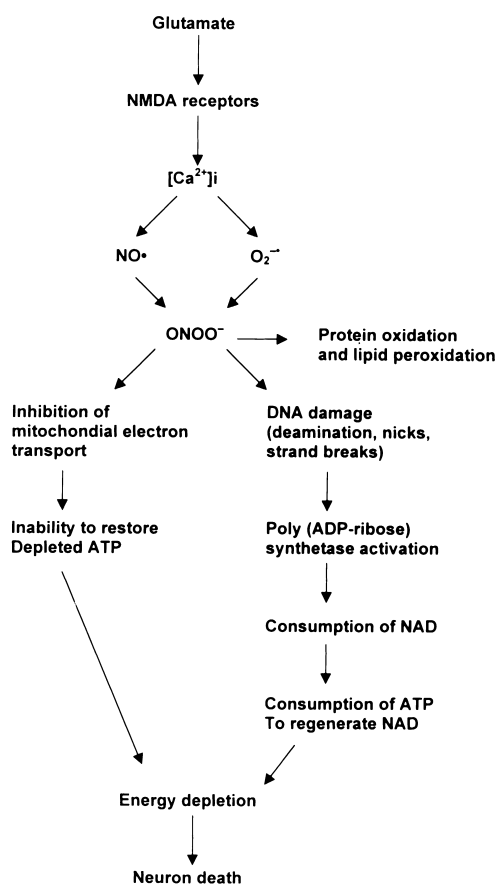 Glutamate
NMDA receptors
[Ca²⁺]i
NO•
O₂⁻•
ONOO⁻
Protein oxidation
and lipid peroxidation
Inhibition of
mitochondial electron
transport
DNA damage
(deamination, nicks,
strand breaks)
Inability to restore
Depleted ATP
Poly (ADP-ribose)
synthetase activation
Consumption of NAD
Consumption of ATP
To regenerate NAD
Energy depletion
Neuron death